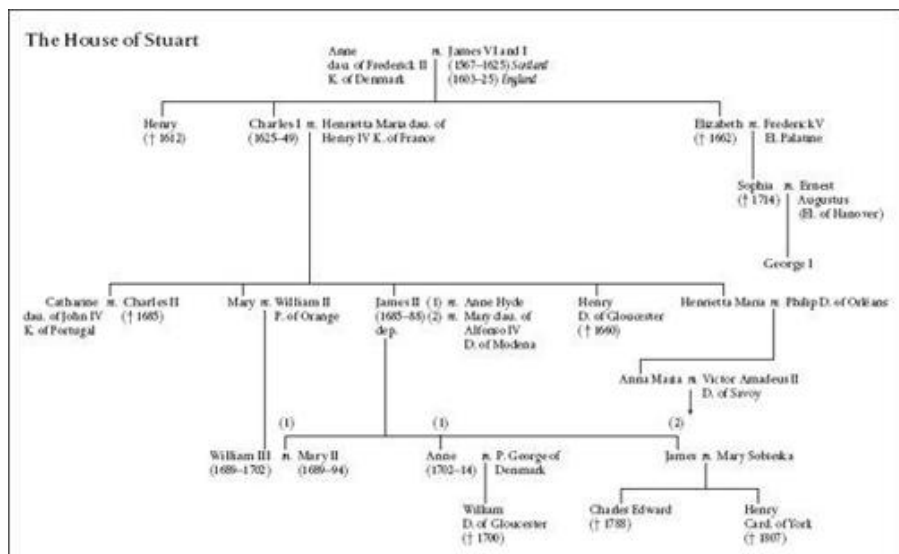 The House of Stuart
Anne m. James VI and I
dau. of Frederick II (1567–1625) Scotland
K. of Denmark (1603–25) England
Henry Charles I m. Henrietta Maria dau. of Elizabeth m. Frederick V
(† 1612) (1625–49) Henry IV K. of France († 1662) El. Palatine
Sophia m. Ernest
(† 1714) Augustus
(El. of Hanover)
George I
Catharine m. Charles II Mary m. William II James II (1) m. Anne Hyde Henry Henrietta Maria m. Philip D. of Orléans
dau. of John IV († 1685) P. of Orange (1685–88) (2) m. Mary dau. of D. of Gloucester
K. of Portugal dep. Alfonso IV († 1660)
D. of Modena
Anna Maria m. Victor Amadeus II
D. of Savoy
(1) (1) (2)
William III m. Mary II Anne m. P. George of James m. Mary Sobieska
(1689–1702) (1689–94) (1702–14) Denmark
William Charles Edward Henry
D. of Gloucester († 1788) Card. of York
(† 1700) († 1807)